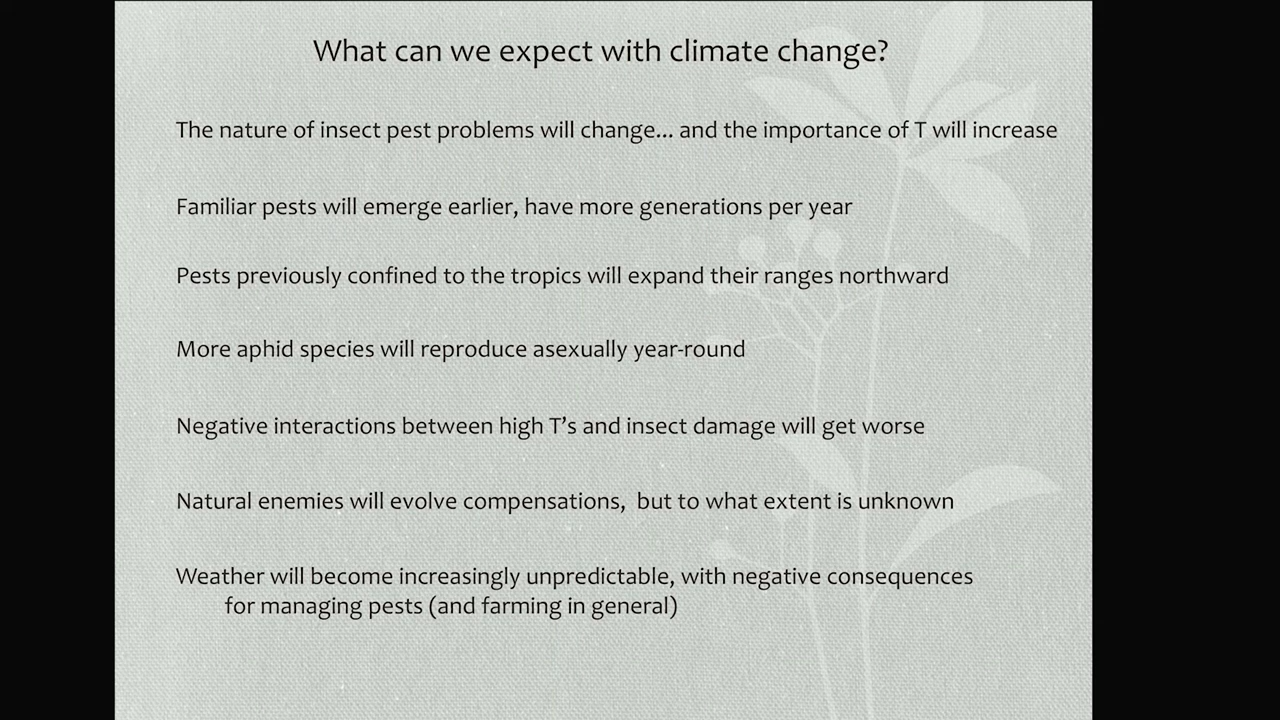 What can we expect with climate change?
The nature of insect pest problems will change... and the importance of T will increase
Familiar pests will emerge earlier, have more generations per year
Pests previously confined to the tropics will expand their ranges northward
More aphid species will reproduce asexually year-round
Negative interactions between high T’s and insect damage will get worse
Natural enemies will evolve compensations,  but to what extent is unknown
Weather will become increasingly unpredictable, with negative consequences
for managing pests (and farming in general)